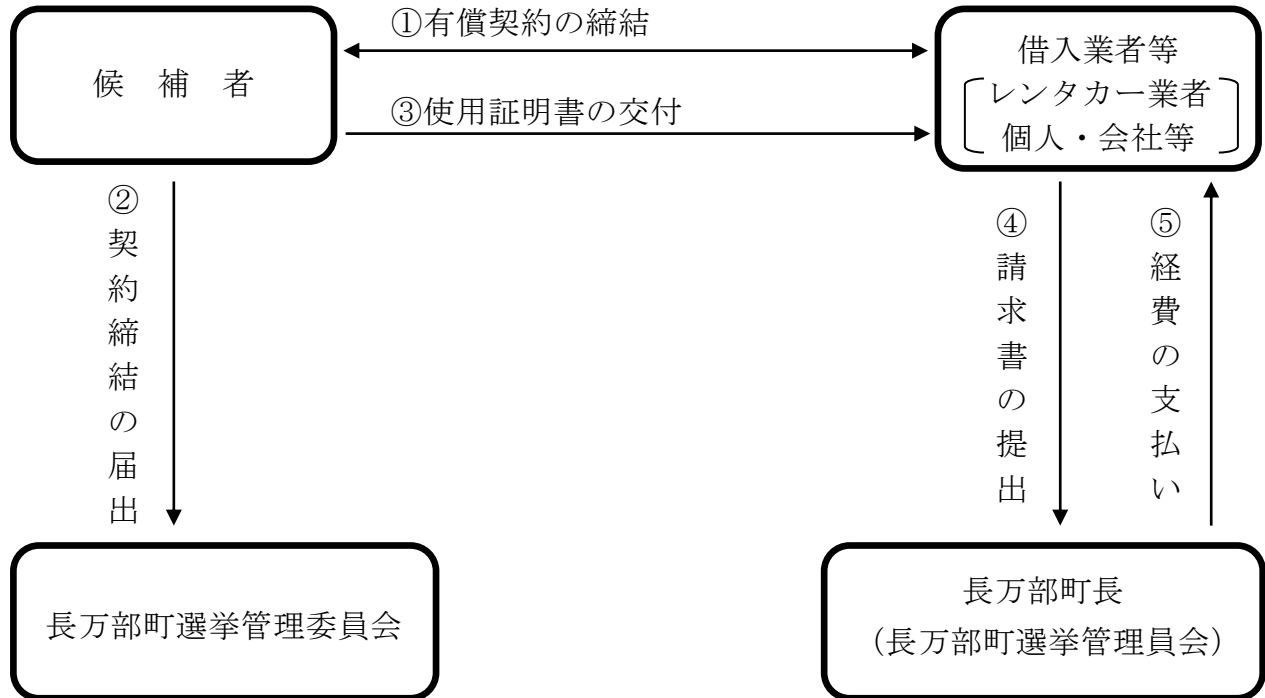 ①有償契約の締結
候　補　者
借入業者等
レンタカー業者
個人・会社等
③使用証明書の交付
②契約締結の届出
④請求書の提出
⑤経費の支払い
長万部町選挙管理委員会
長万部町長
（長万部町選挙管理員会）